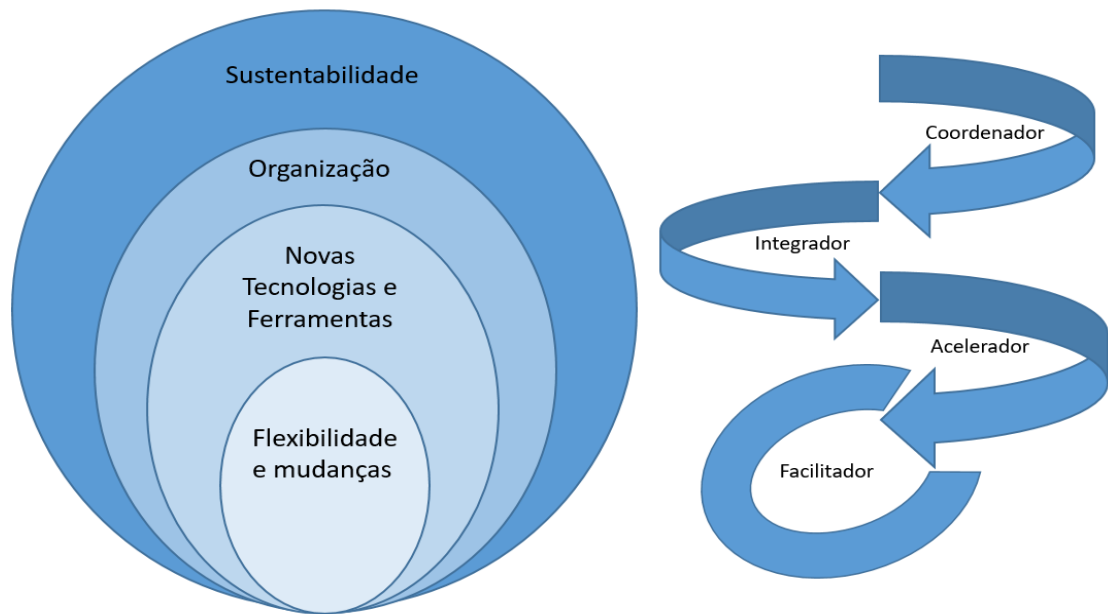 Sustentabilidade
Organização
Novas
Tecnologias e
Ferramentas
Flexibilidade
e mudanças
Coordenador
Integrador
Acelerador
Facilitador